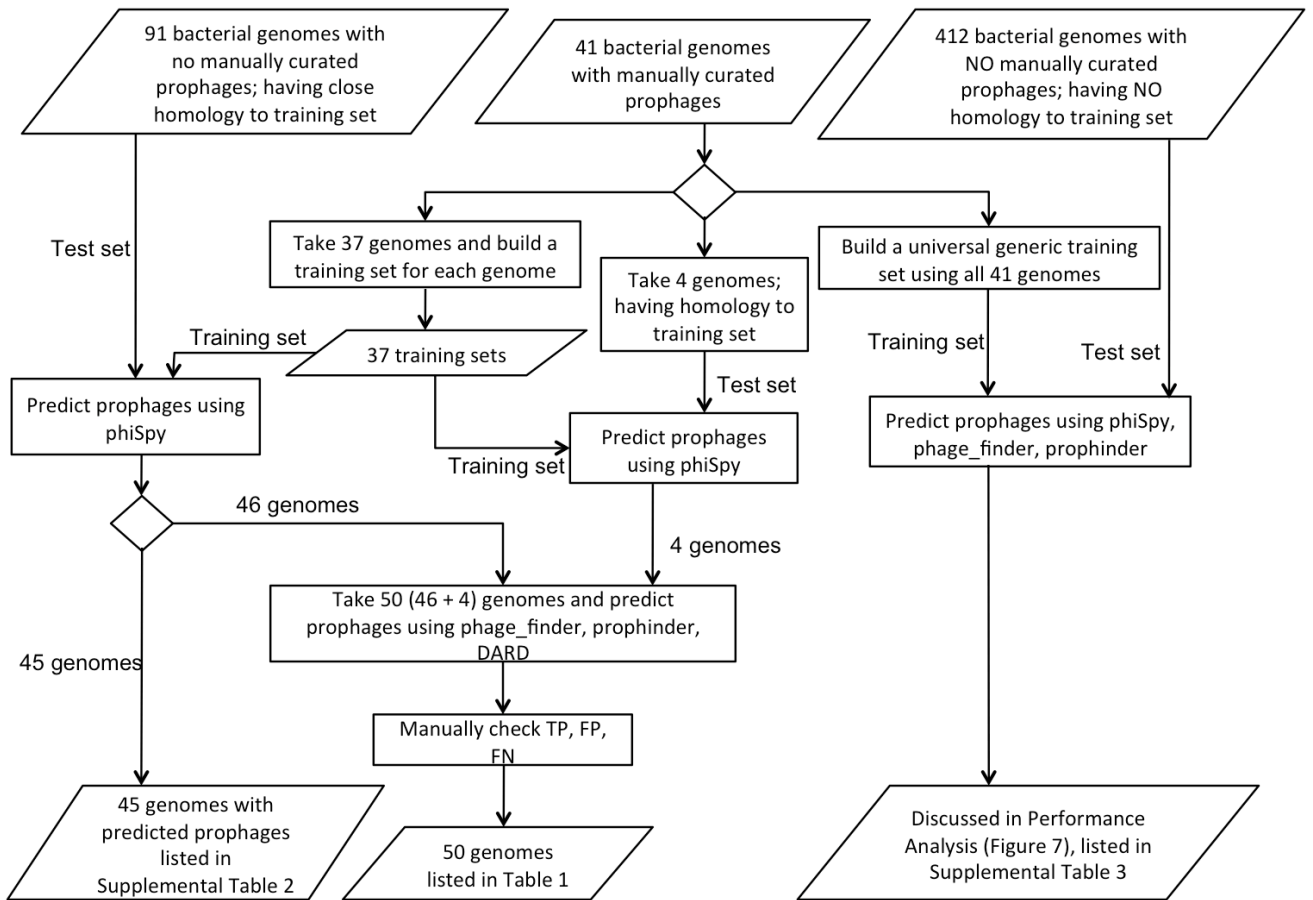 91 bacterial genomes with
no manually curated
prophages; having close
homology to training set
41 bacterial genomes
with manually curated
prophages
412 bacterial genomes with
NO manually curated
prophages; having NO
homology to training set
Test set
Take 37 genomes and build a
training set for each genome
Take 4 genomes;
having homology to
training set
Build a universal generic training
set using all 41 genomes
Training set
37 training sets
Training set
Test set
Test set
Predict prophages using
phiSpy
Training set
Predict prophages
using phiSpy
Predict prophages using phiSpy,
phage_finder, prophinder
46 genomes
4 genomes
Take 50 (46 + 4) genomes and predict
prophages using phage_finder, prophinder,
DARD
45 genomes
Manually check TP, FP,
FN
45 genomes with
predicted prophages
listed in
Supplemental Table 2
50 genomes
listed in Table 1
Discussed in Performance
Analysis (Figure 7), listed in
Supplemental Table 3